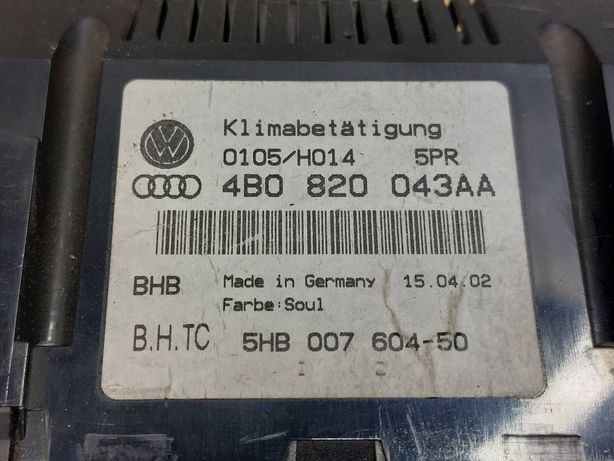 Klimabetätigung
0105/H014 5PR
4B0 820 043AA
BHB Made in Germany 15.04.02
Farbe:Soul
B.H.TC 5HB 007 604-50